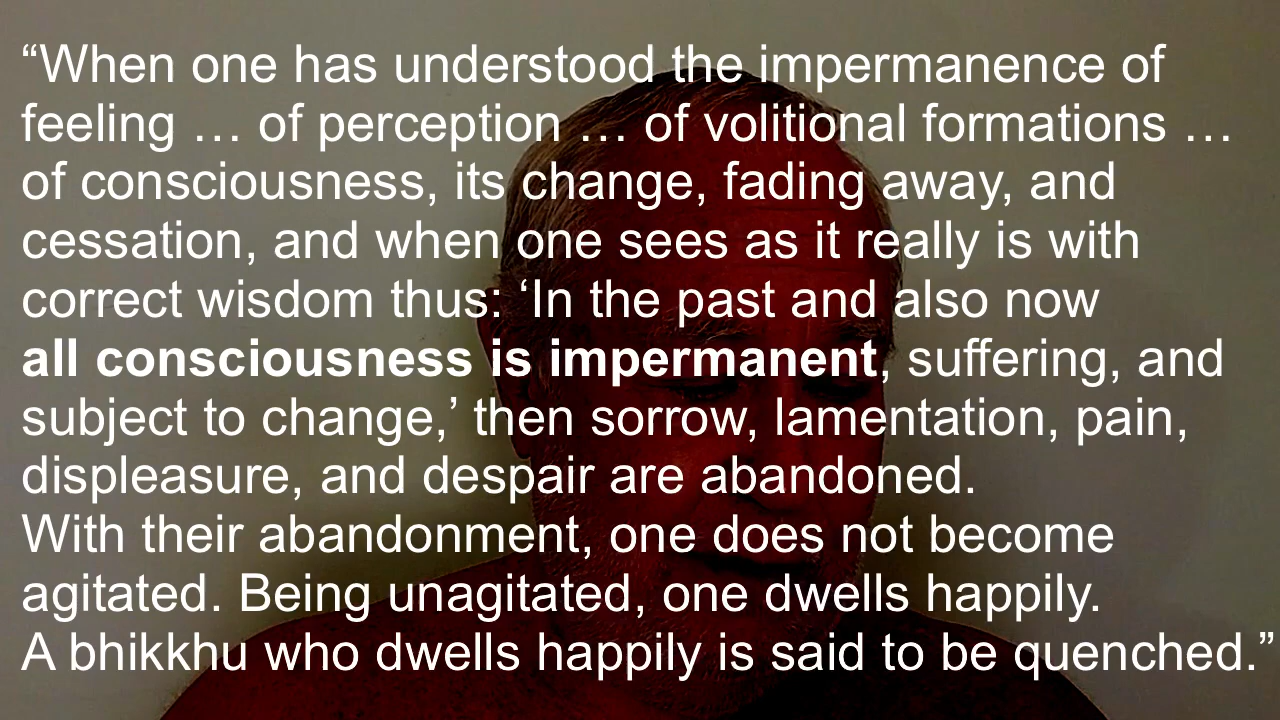 “When one has understood the impermanence of
feeling … of perception … of volitional formations …
of consciousness, its change, fading away, and
cessation, and when one sees as it really is with
correct wisdom thus: ‘In the past and also now
all consciousness is impermanent, suffering, and
subject to change,’ then sorrow, lamentation, pain,
displeasure, and despair are abandoned.
With their abandonment, one does not become
agitated. Being unagitated, one dwells happily.
A bhikkhu who dwells happily is said to be quenched.”